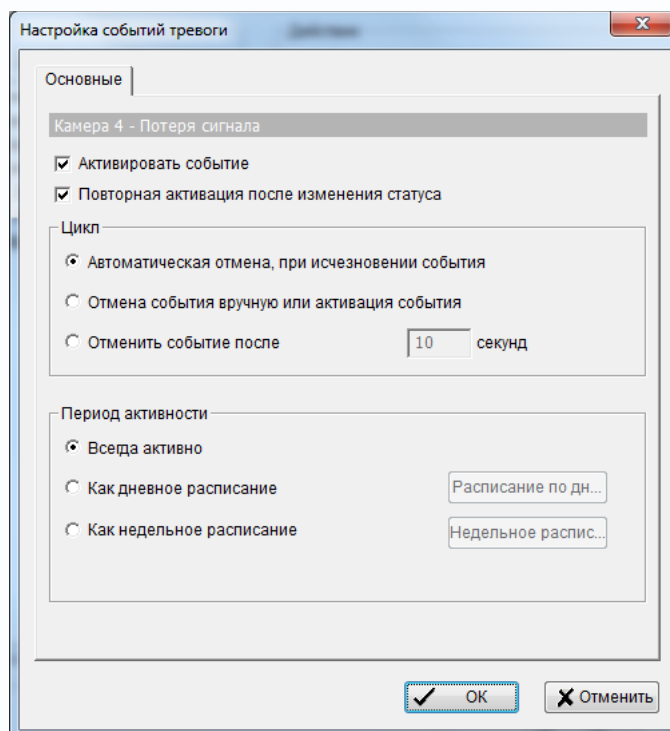 Настройка событий тревоги
Основные
Камера 4 - Потеря сигнала
Активировать событие
Повторная активация после изменения статуса
Цикл
Автоматическая отмена, при исчезновении события
Отмена события вручную или активация события
Отменить событие после 10 секунд
Период активности
Всегда активно
Как дневное расписание Расписание по дн...
Как недельное расписание Недельное распис...
ОК Отменить